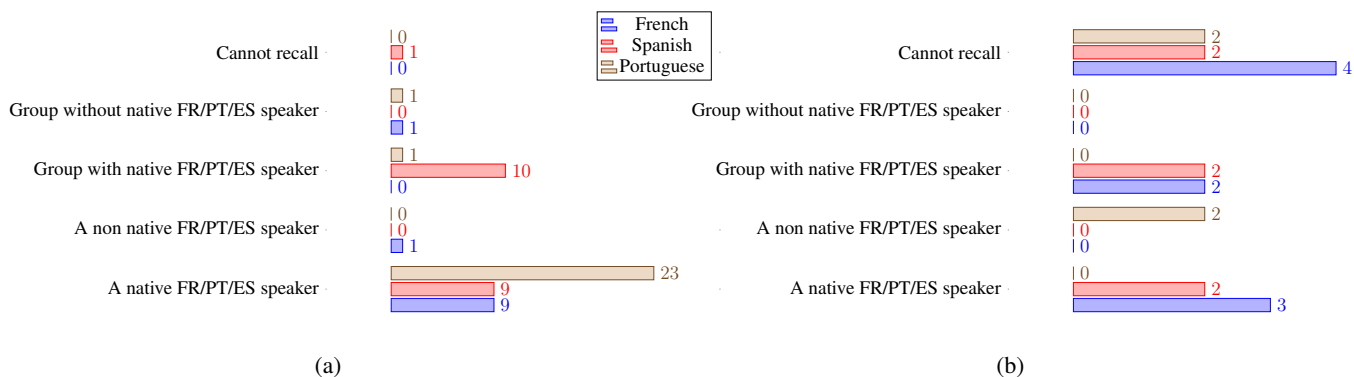 French
Spanish
Portuguese
Cannot recall
0
1
0
Group without native FR/PT/ES speaker
1
0
1
Group with native FR/PT/ES speaker
1
10
0
A non native FR/PT/ES speaker
0
0
1
A native FR/PT/ES speaker
23
9
9
(a)
Cannot recall
2
2
4
Group without native FR/PT/ES speaker
0
0
0
Group with native FR/PT/ES speaker
0
2
2
A non native FR/PT/ES speaker
2
0
0
A native FR/PT/ES speaker
0
2
3
(b)